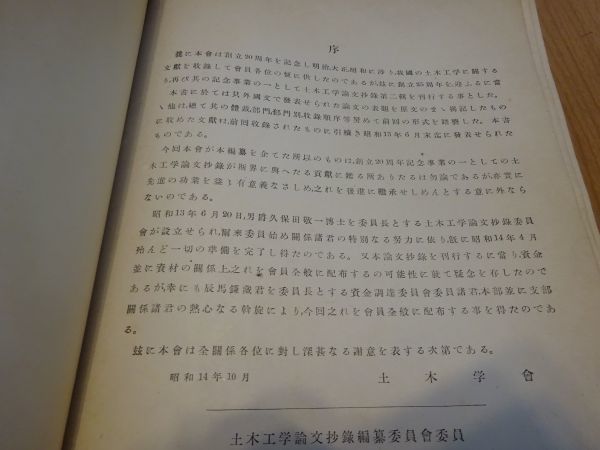 序
玆に本會は創立20周年を記念し明治大正昭和に渉り,我國の土木工学に關する
文獻を收錄して會員各位の便に供したのであるが玆に創立25周年を迎ふるに當
り,再び其の記念事業の一として土木工学論文抄錄第二輯を刊行する事とした。
本書に於ては其外國文で發表せられた論文の表題を原文のまゝ倂記したもの
ゝ他は,總て其の體裁,部門,部門別,收錄順序等努めて前回の形式を踏襲した。本書
に收めた文獻は,前回收錄されたものに引續き昭和13年6月末迄に發表せられた
ものである。
今回本會が本編纂を企てた所以のものは,創立20周年記念事業の一としての土
木工学論文抄錄が斯界に與へたる貢獻に鑑る所ありたるは勿論であるが,亦實に
先進の功業を益〻有意義なさしめ,之れを後進に繼承せしめんとする意に外なら
ないのである。
昭和13年6月20日,男爵久保田敬一博士を委員長とする土木工学論文抄錄委員
會が設立せられ,爾來委員始め關係諸君の特別なる努力に依り,既に昭和14年4月
殆んど一切の準備を完了し得たのである。又本論文抄錄を刊行するに當り,資金
並に資材の關係上,之れを會員全般に配布するの可能性に就て疑念を存したので
あるが,幸にも辰馬鎌藏君を委員長とする資金調達委員會委員諸君,本部並に支部
關係諸君の熱心なる斡旋により,今回之れを會員全般に配布する事を得たのであ
る。
玆に本會は全關係各位に對し深甚なる謝意を表する次第である。
昭和14年10月 土木学會
土木工学論文抄錄編纂委員會委員